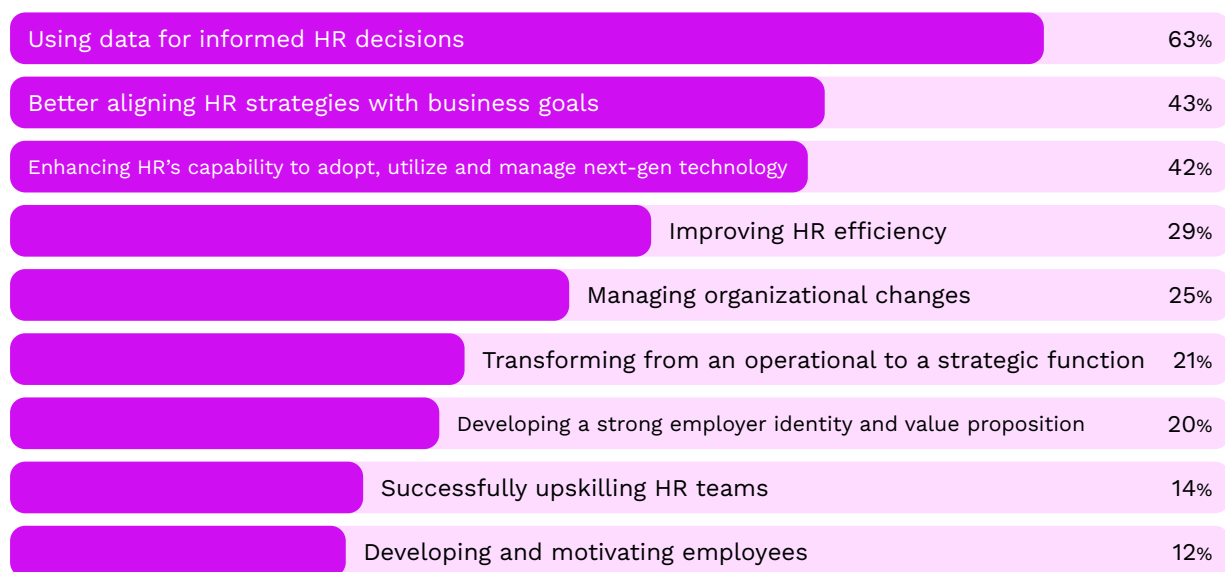 Using data for informed HR decisions 63%
Better aligning HR strategies with business goals 43%
Enhancing HR’s capability to adopt, utilize and manage next-gen technology 42%
Improving HR efficiency 29%
Managing organizational changes 25%
Transforming from an operational to a strategic function 21%
Developing a strong employer identity and value proposition 20%
Successfully upskilling HR teams 14%
Developing and motivating employees 12%